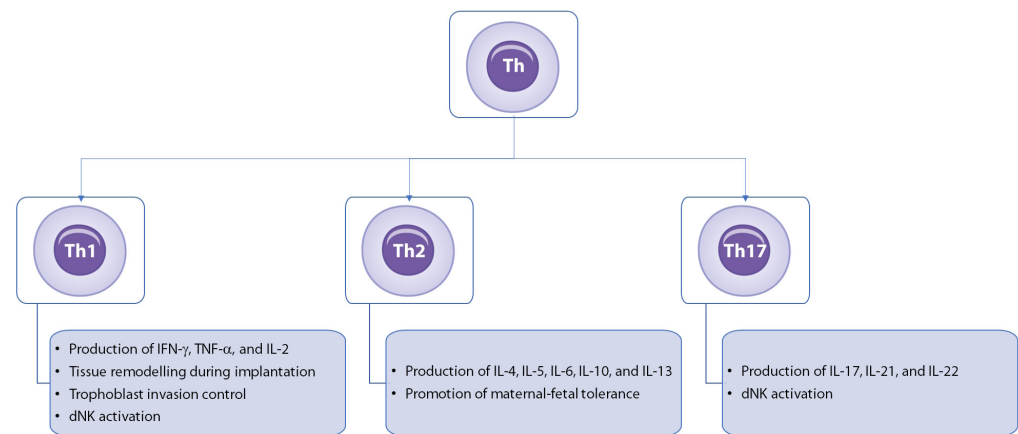 Th
Th1
Th2
Th17
• Production of IFN-γ, TNF-α, and IL-2
• Tissue remodelling during implantation
• Trophoblast invasion control
• dNK activation
• Production of IL-4, IL-5, IL-6, IL-10, and IL-13
• Promotion of maternal-fetal tolerance
• Production of IL-17, IL-21, and IL-22
• dNK activation